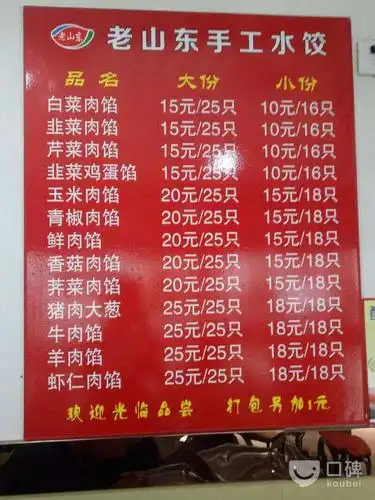 老山东 老山东手工水饺
品名 大份 小份
白菜肉馅 15元/25只 10元/16只
韭菜肉馅 15元/25只 10元/16只
芹菜肉馅 15元/25只 10元/16只
韭菜鸡蛋馅 15元/25只 10元/16只
玉米肉馅 20元/25只 15元/18只
青椒肉馅 20元/25只 15元/18只
鲜肉馅 20元/25只 15元/18只
香菇肉馅 20元/25只 15元/18只
荠菜肉馅 20元/25只 15元/18只
猪肉大葱 25元/25只 18元/18只
牛肉馅 25元/25只 18元/18只
羊肉馅 25元/25只 18元/18只
虾仁肉馅 25元/25只 18元/18只
欢迎光临品尝 打包另加1元
口碑
koubei